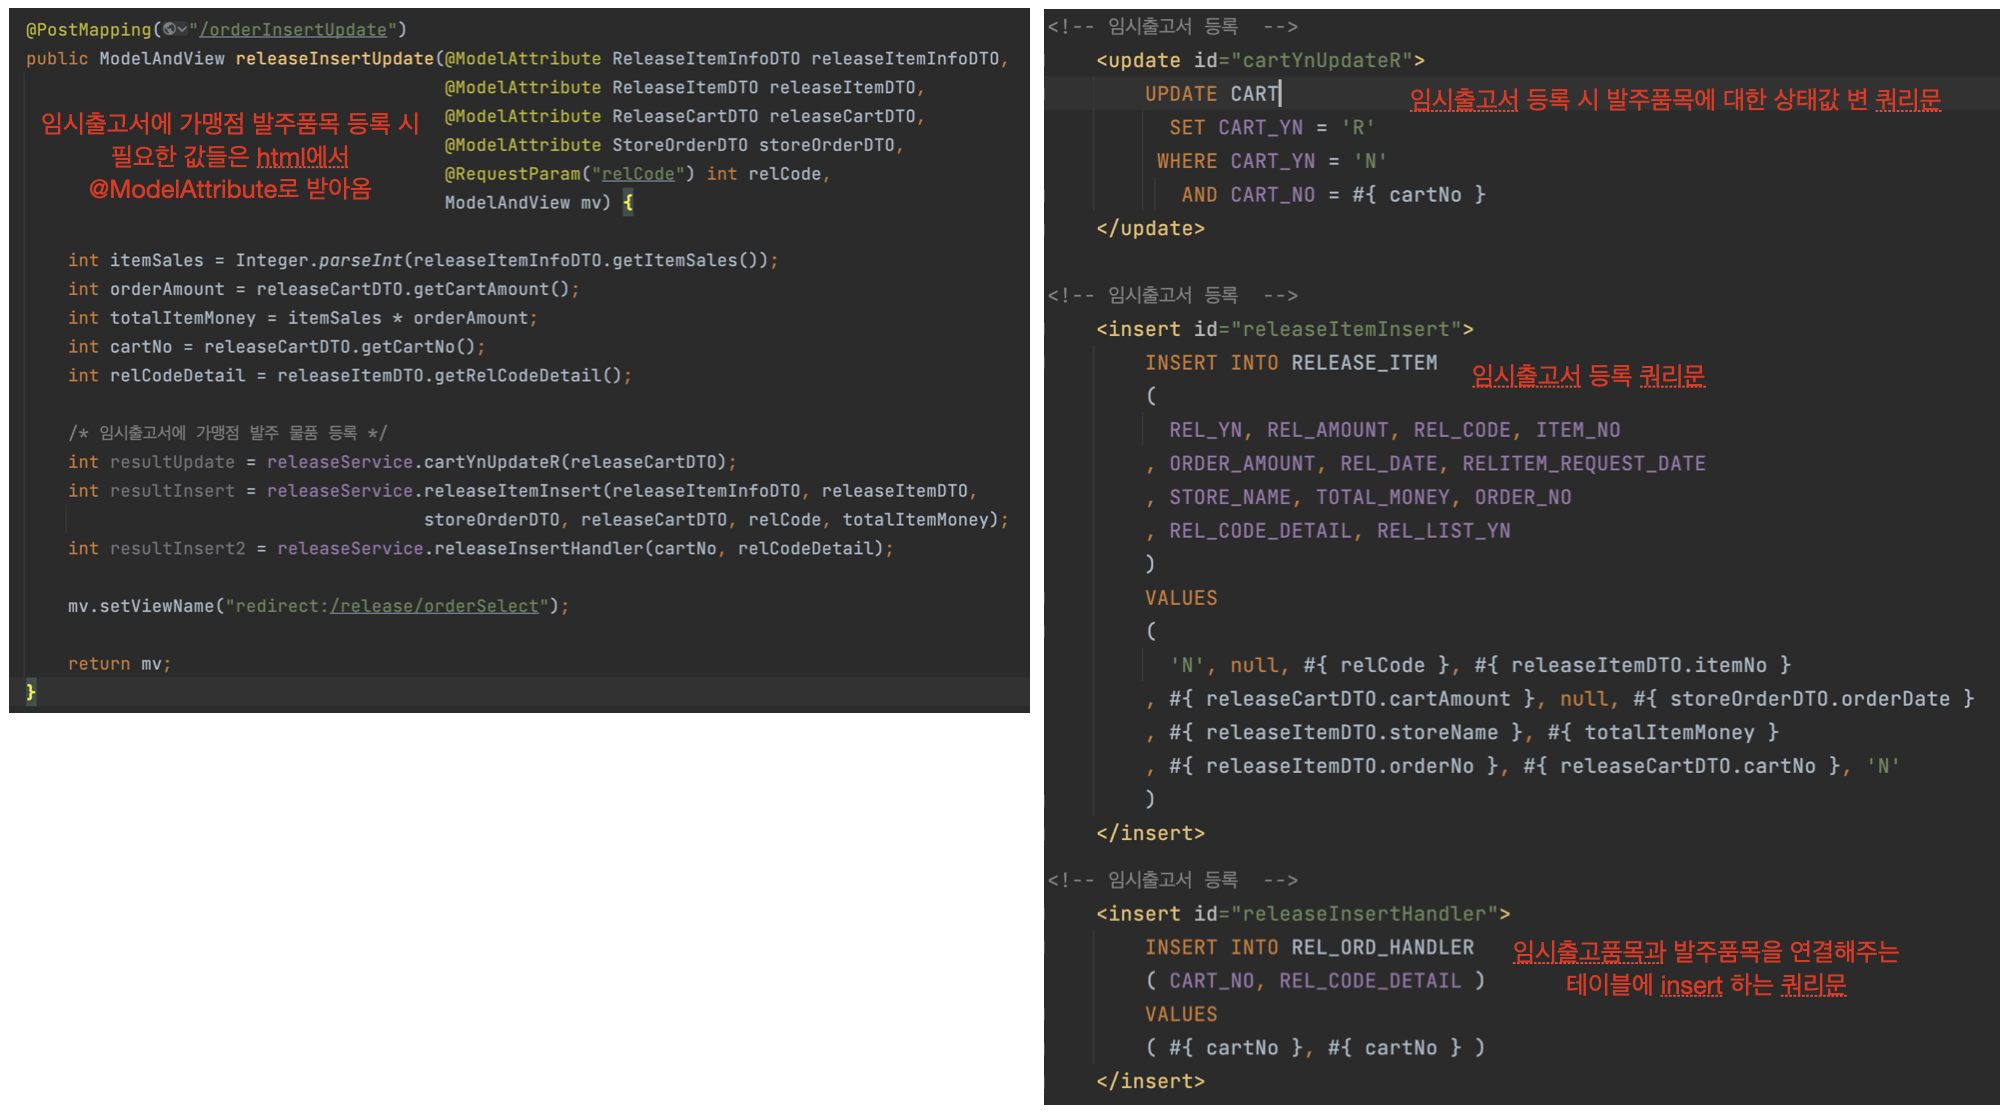 @PostMapping("/orderInsertUpdate")
public ModelAndView releaseInsertUpdate(@ModelAttribute ReleaseItemInfoDTO releaseItemInfoDTO,
@ModelAttribute ReleaseItemDTO releaseItemDTO,
@ModelAttribute ReleaseCartDTO releaseCartDTO,
@ModelAttribute StoreOrderDTO storeOrderDTO,
@RequestParam("relCode") int relCode,
ModelAndView mv) {
임시출고서에 가맹점 발주품목 등록 시
필요한 값들은 html에서
@ModelAttribute로 받아옴
int itemSales = Integer.parseInt(releaseItemInfoDTO.getItemSales());
int orderAmount = releaseCartDTO.getCartAmount();
int totalItemMoney = itemSales * orderAmount;
int cartNo = releaseCartDTO.getCartNo();
int relCodeDetail = releaseItemDTO.getRelCodeDetail();
/* 임시출고서에 가맹점 발주 물품 등록 */
int resultUpdate = releaseService.cartYnUpdateR(releaseCartDTO);
int resultInsert = releaseService.releaseItemInsert(releaseItemInfoDTO, releaseItemDTO,
storeOrderDTO, releaseCartDTO, relCode, totalItemMoney);
int resultInsert2 = releaseService.releaseInsertHandler(cartNo, relCodeDetail);
mv.setViewName("redirect:/release/orderSelect");
return mv;
}
<!-- 임시출고서 등록 -->
<update id="cartYnUpdateR">
UPDATE CART
SET CART_YN = 'R'
WHERE CART_YN = 'N'
AND CART_NO = #{ cartNo }
</update>
임시출고서 등록 시 발주품목에 대한 상태값 변 쿼리문
<!-- 임시출고서 등록 -->
<insert id="releaseItemInsert">
INSERT INTO RELEASE_ITEM
(
REL_YN, REL_AMOUNT, REL_CODE, ITEM_NO
, ORDER_AMOUNT, REL_DATE, RELITEM_REQUEST_DATE
, STORE_NAME, TOTAL_MONEY, ORDER_NO
, REL_CODE_DETAIL, REL_LIST_YN
)
VALUES
(
'N', null, #{ relCode }, #{ releaseItemDTO.itemNo }
, #{ releaseCartDTO.cartAmount }, null, #{ storeOrderDTO.orderDate }
, #{ releaseItemDTO.storeName }, #{ totalItemMoney }
, #{ releaseItemDTO.orderNo }, #{ releaseCartDTO.cartNo }, 'N'
)
</insert>
임시출고서 등록 쿼리문
<!-- 임시출고서 등록 -->
<insert id="releaseInsertHandler">
INSERT INTO REL_ORD_HANDLER
( CART_NO, REL_CODE_DETAIL )
VALUES
( #{ cartNo }, #{ cartNo } )
</insert>
임시출고품목과 발주품목을 연결해주는
테이블에 insert 하는 쿼리문